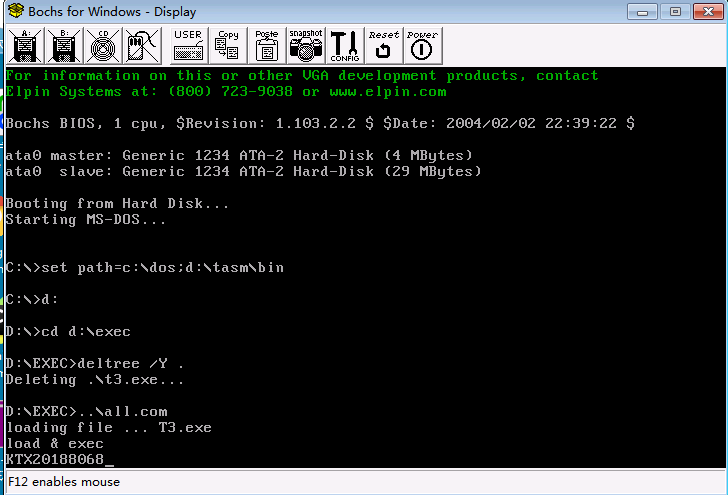 Bochs for Windows - Display
A: B: CD USER Copy Paste snapshot CONFIG Reset Power
For information on this or other VGA development products, contact
Elpin Systems at: (800) 723-9038 or www.elpin.com
Bochs BIOS, 1 cpu, $Revision: 1.103.2.2 $ $Date: 2004/02/02 22:39:22 $
ata0 master: Generic 1234 ATA-2 Hard-Disk (4 MBytes)
ata0  slave: Generic 1234 ATA-2 Hard-Disk (29 MBytes)
Booting from Hard Disk...
Starting MS-DOS...
C:\>set path=c:\dos;d:\tasm\bin
C:\>d:
D:\>cd d:\exec
D:\EXEC>deltree /Y .
Deleting .\t3.exe...
D:\EXEC>..\all.com
loading file ... T3.exe
load & exec
KTX20188068_
F12 enables mouse